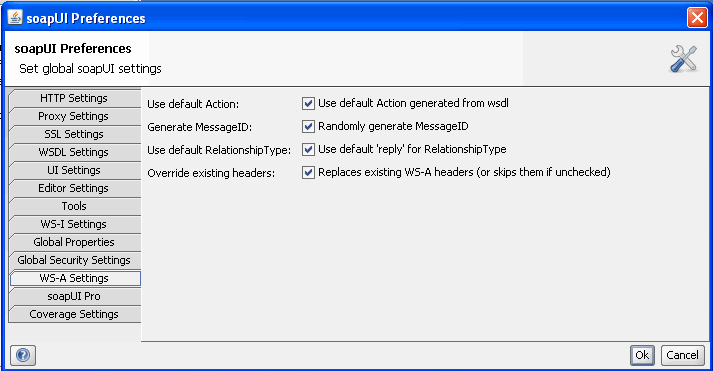 soapUI Preferences
soapUI Preferences
Set global soapUI settings
HTTP Settings
Proxy Settings
SSL Settings
WSDL Settings
UI Settings
Editor Settings
Tools
WS-I Settings
Global Properties
Global Security Settings
WS-A Settings
soapUI Pro
Coverage Settings
Use default Action: Use default Action generated from wsdl
Generate MessageID: Randomly generate MessageID
Use default RelationshipType: Use default 'reply' for RelationshipType
Override existing headers: Replaces existing WS-A headers (or skips them if unchecked)
?
Ok Cancel